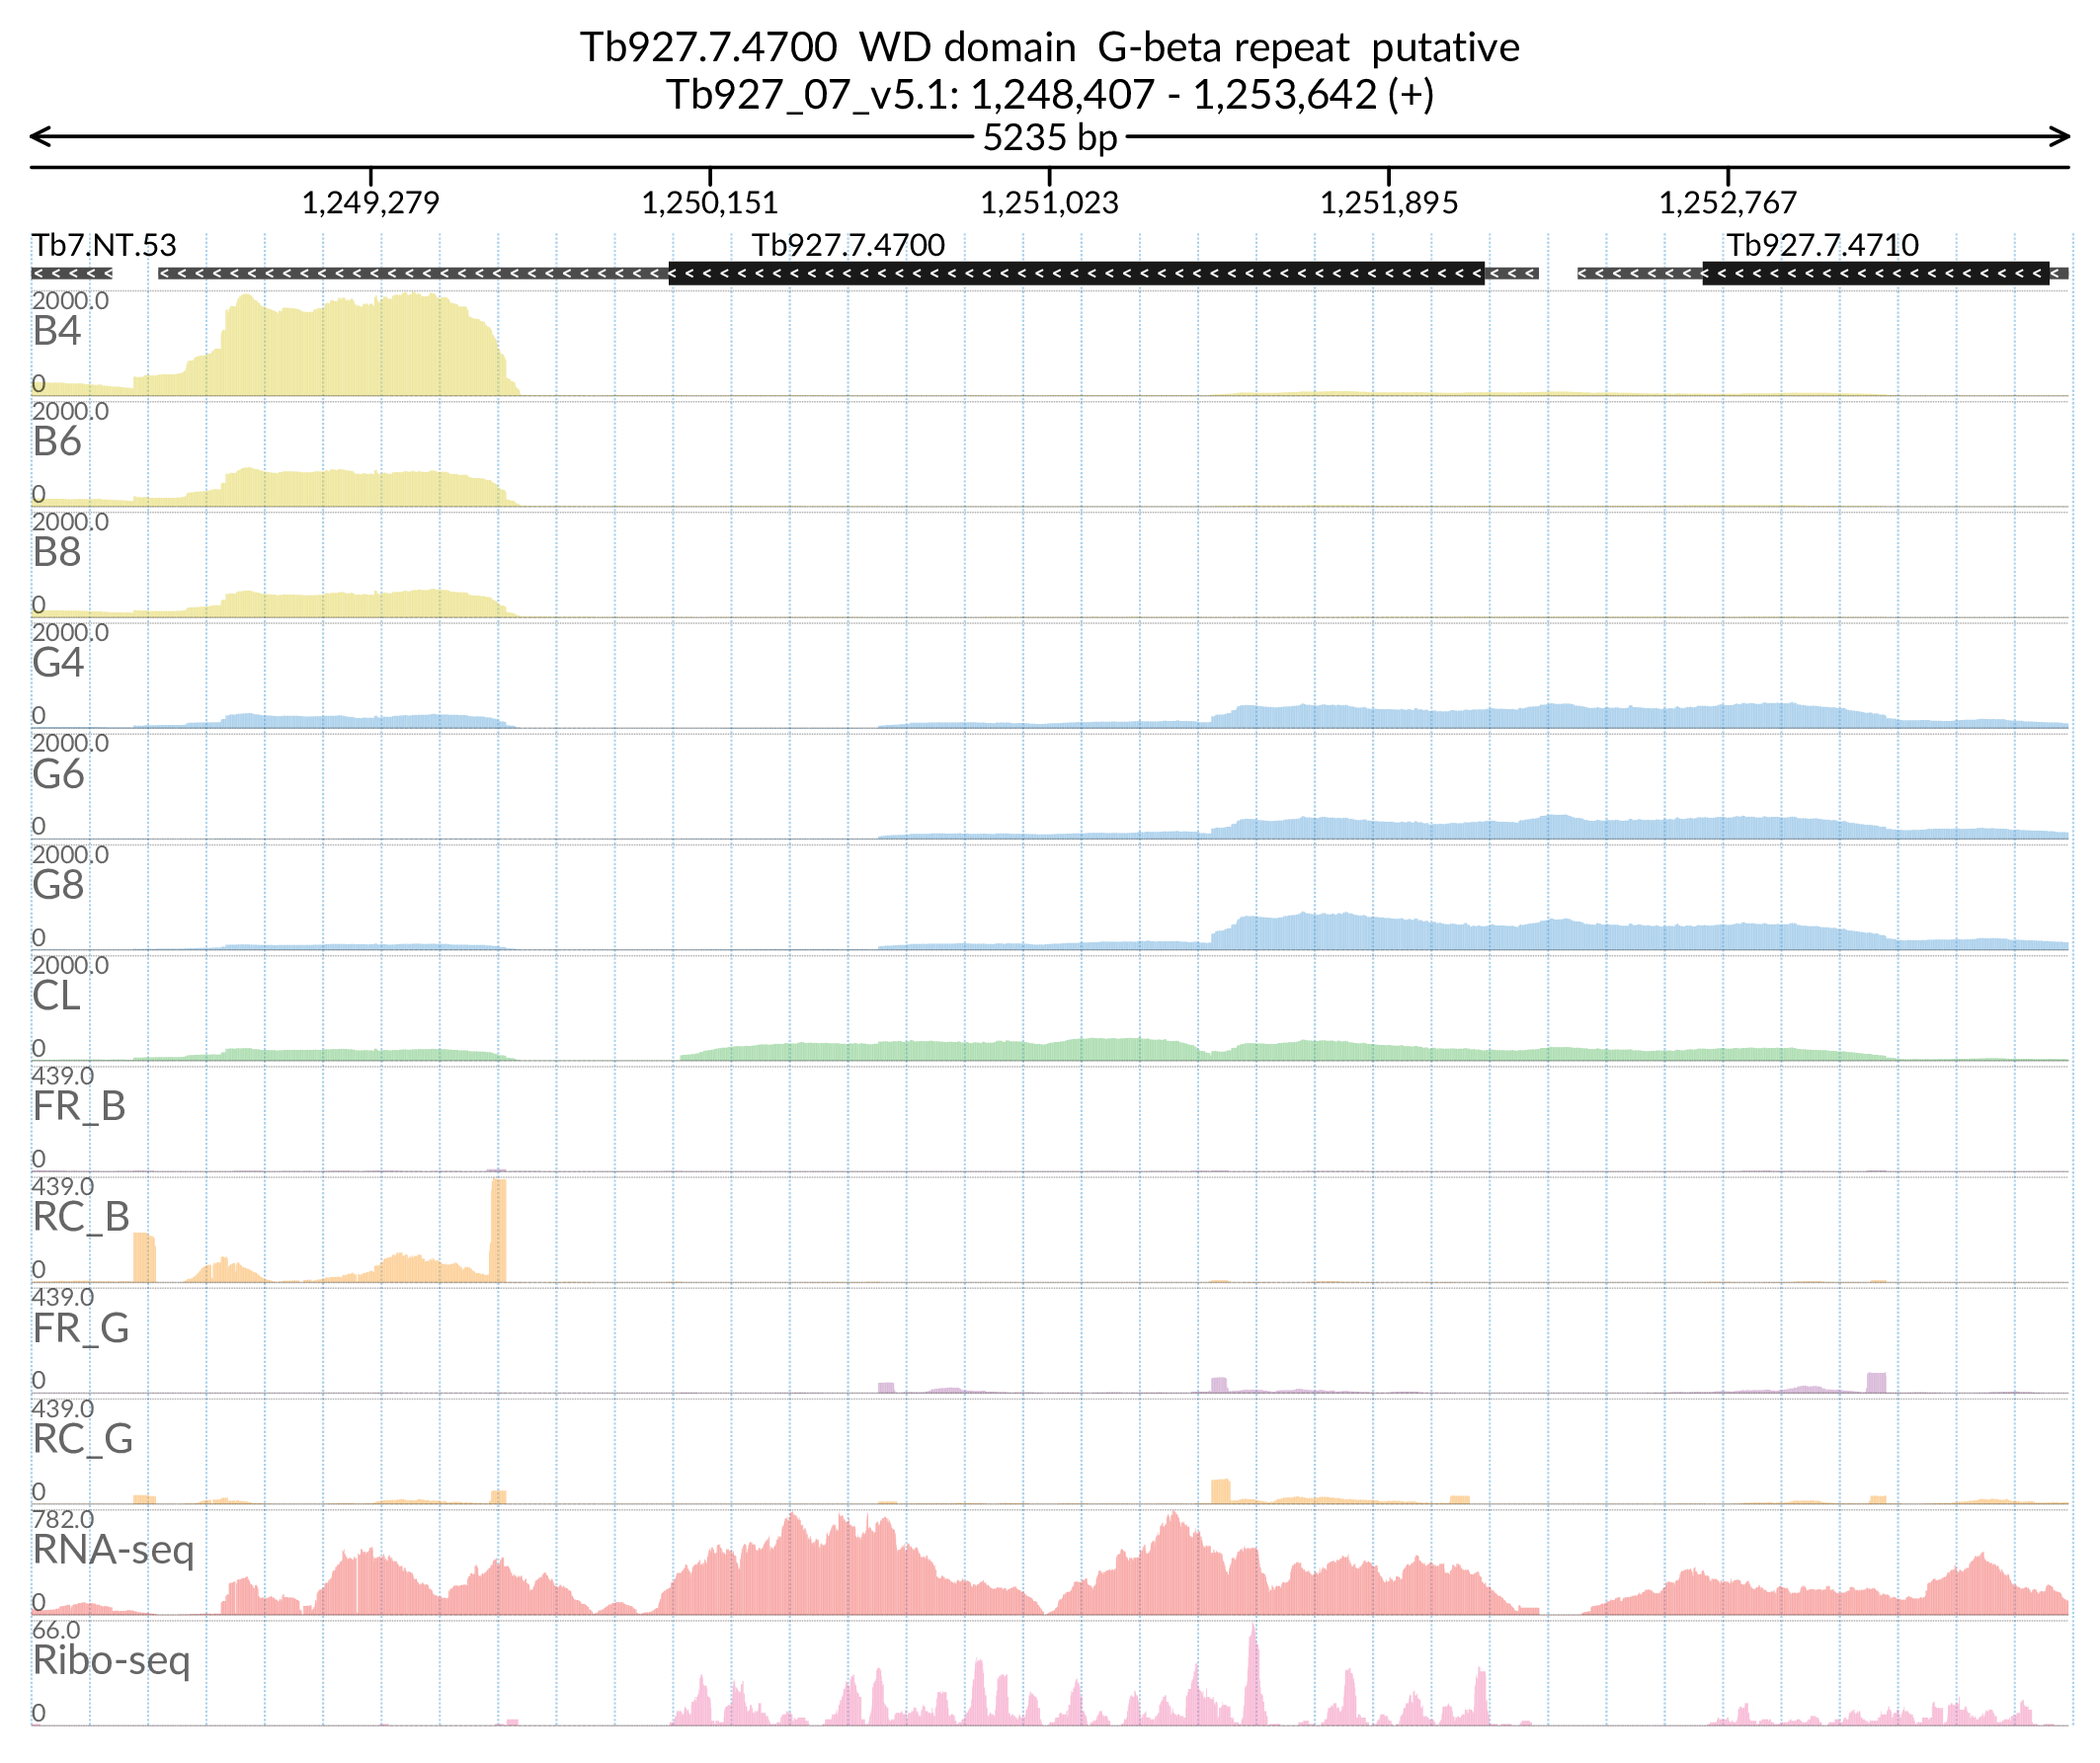 Tb927.7.4700 WD domain G-beta repeat putative
Tb927_07_v5.1: 1,248,407 - 1,253,642 (+)
5235 bp
1,249,279 1,250,151 1,251,023 1,251,895 1,252,767
Tb7.NT.53 Tb927.7.4700 Tb927.7.4710
2000.0
B4
0
2000.0
B6
0
2000.0
B8
0
2000.0
G4
0
2000.0
G6
0
2000.0
G8
0
2000.0
CL
0
439.0
FR_B
0
439.0
RC_B
0
439.0
FR_G
0
439.0
RC_G
0
782.0
RNA-seq
0
66.0
Ribo-seq
0